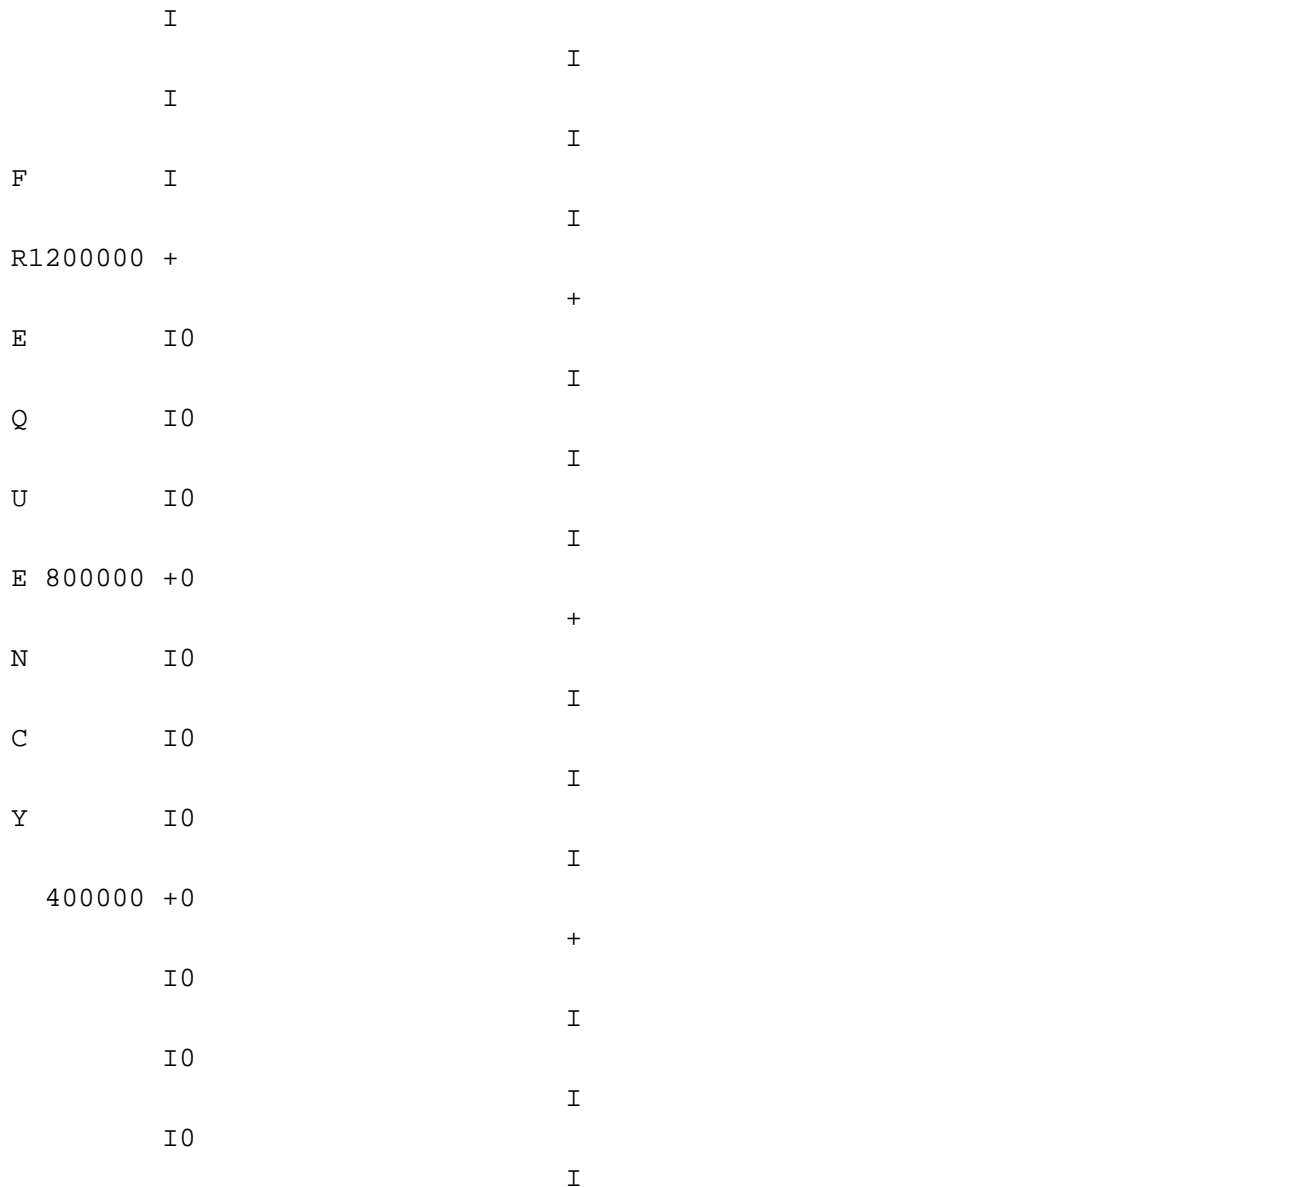 I
I
I
I
F I
I
R1200000 +
+
E I0
I
Q I0
I
U I0
I
E 800000 +0
+
N I0
I
C I0
I
Y I0
I
400000 +0
+
I0
I
I0
I
I0
I